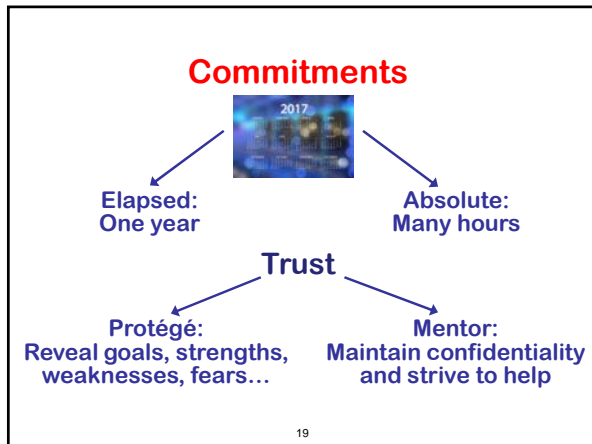 Commitments
2017
Elapsed:
One year
Absolute:
Many hours
Trust
Protégé:
Reveal goals, strengths,
weaknesses, fears…
Mentor:
Maintain confidentiality
and strive to help
19